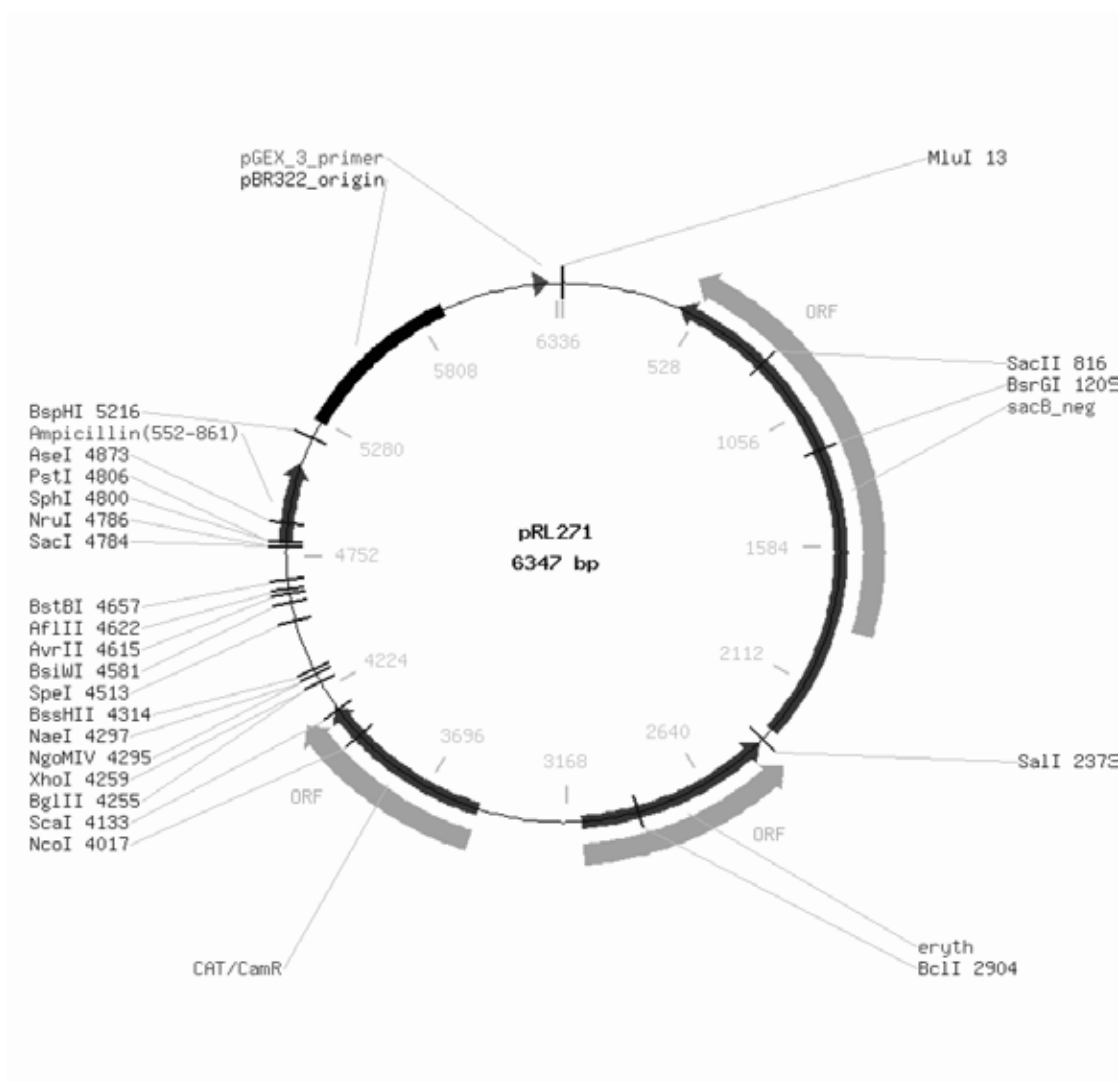 pGEX_3_primer
pBR322_origin
MluI 13
ORF
6336
528
5808
SacII 816
BsrGI 1209
sacB_neg
BspHI 5216
Ampicillin(552-861)
AseI 4873
PstI 4806
SphI 4800
NruI 4786
SacI 4784
5280
1056
pRL271
6347 bp
4752
1584
BstBI 4657
AflII 4622
AvrII 4615
BsiWI 4581
SpeI 4513
BssHII 4314
NaeI 4297
NgoMIV 4295
XhoI 4259
BglII 4255
ScaI 4133
NcoI 4017
4224
2112
3696
2640
3168
SalI 2373
ORF
ORF
eryth
BclI 2904
CAT/CamR